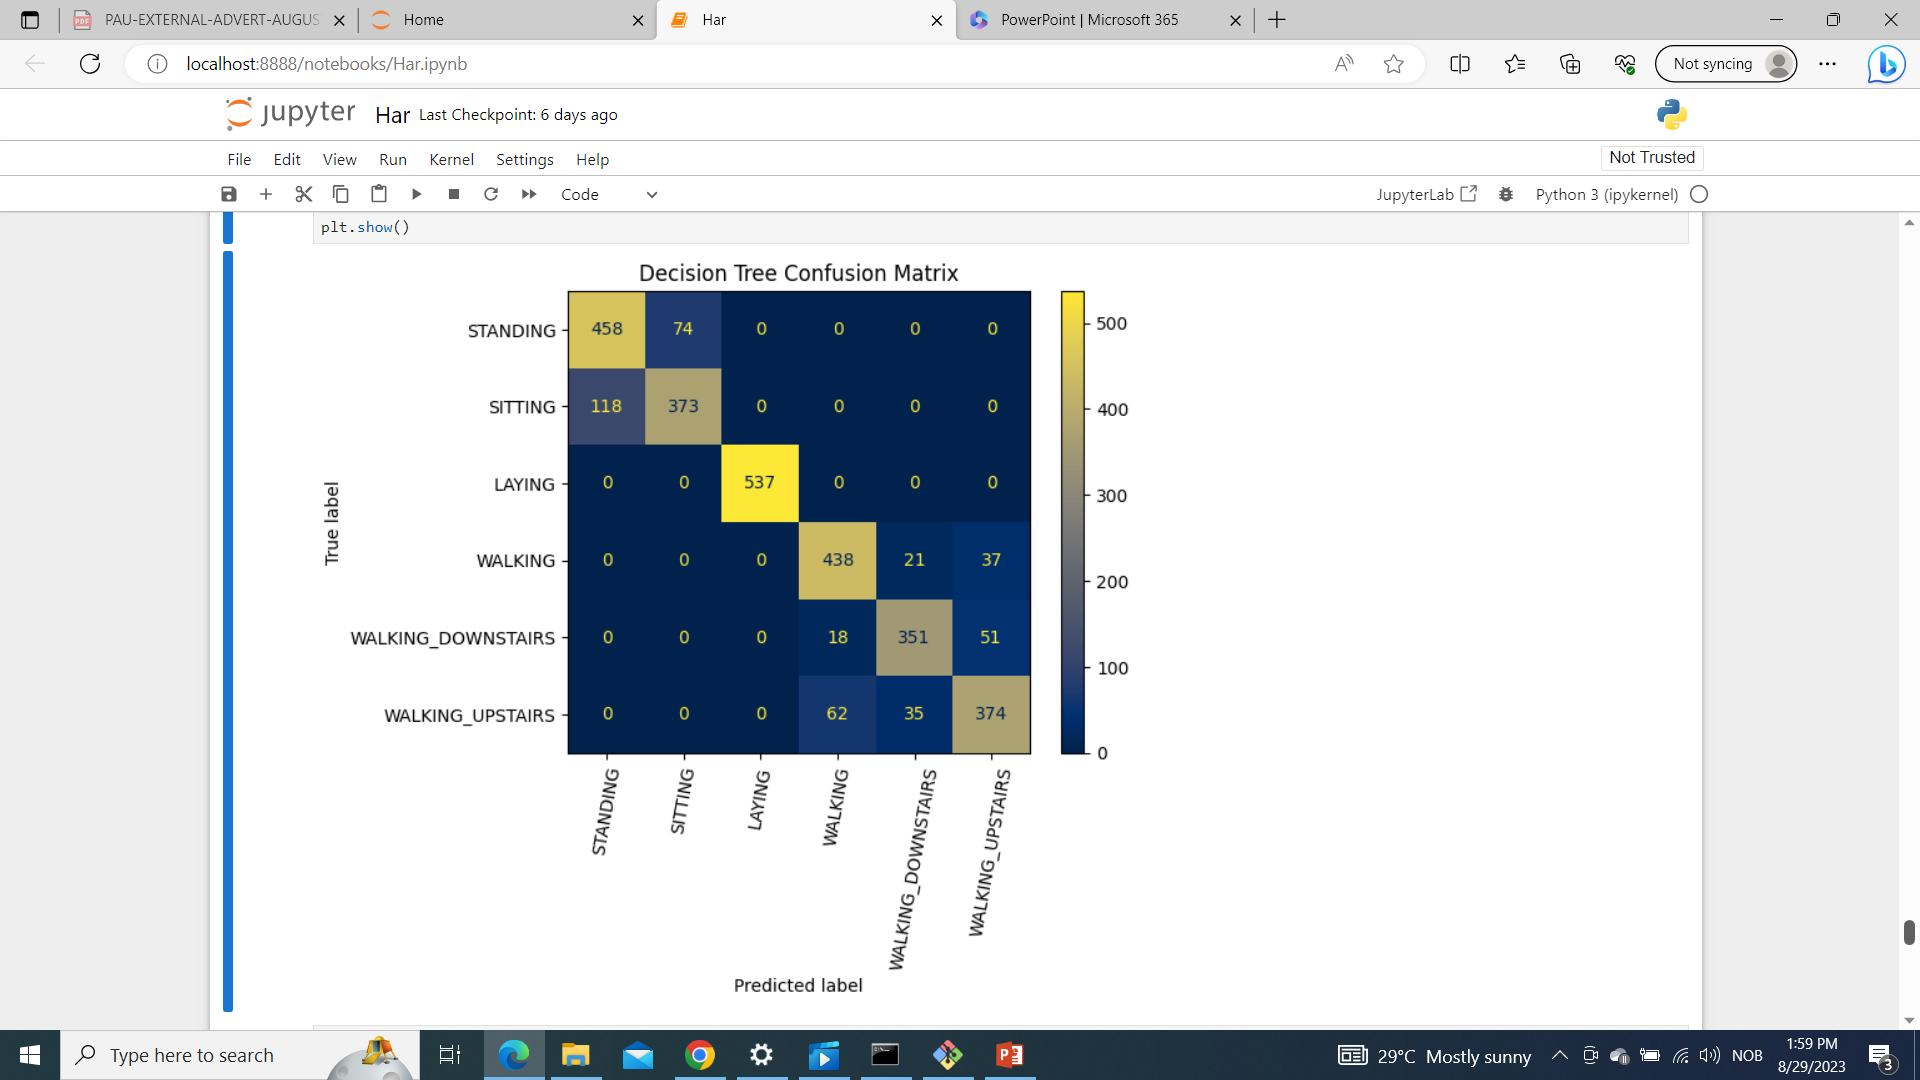 PAU-EXTERNAL-ADVERT-AUGUS
Home
Har
PowerPoint | Microsoft 365
localhost:8888/notebooks/Har.ipynb
Not syncing
jupyter Har Last Checkpoint: 6 days ago
File Edit View Run Kernel Settings Help
Not Trusted
Code
JupyterLab
Python 3 (ipykernel)
plt.show()
Decision Tree Confusion Matrix
STANDING 458 74 0 0 0 0
SITTING 118 373 0 0 0 0
LAYING 0 0 537 0 0 0
WALKING 0 0 0 438 21 37
WALKING_DOWNSTAIRS 0 0 0 18 351 51
WALKING_UPSTAIRS 0 0 0 62 35 374
True label
500
400
300
200
100
0
STANDING
SITTING
LAYING
WALKING
WALKING_DOWNSTAIRS
WALKING_UPSTAIRS
Predicted label
Type here to search
29°C Mostly sunny
NOB
1:59 PM
8/29/2023
3